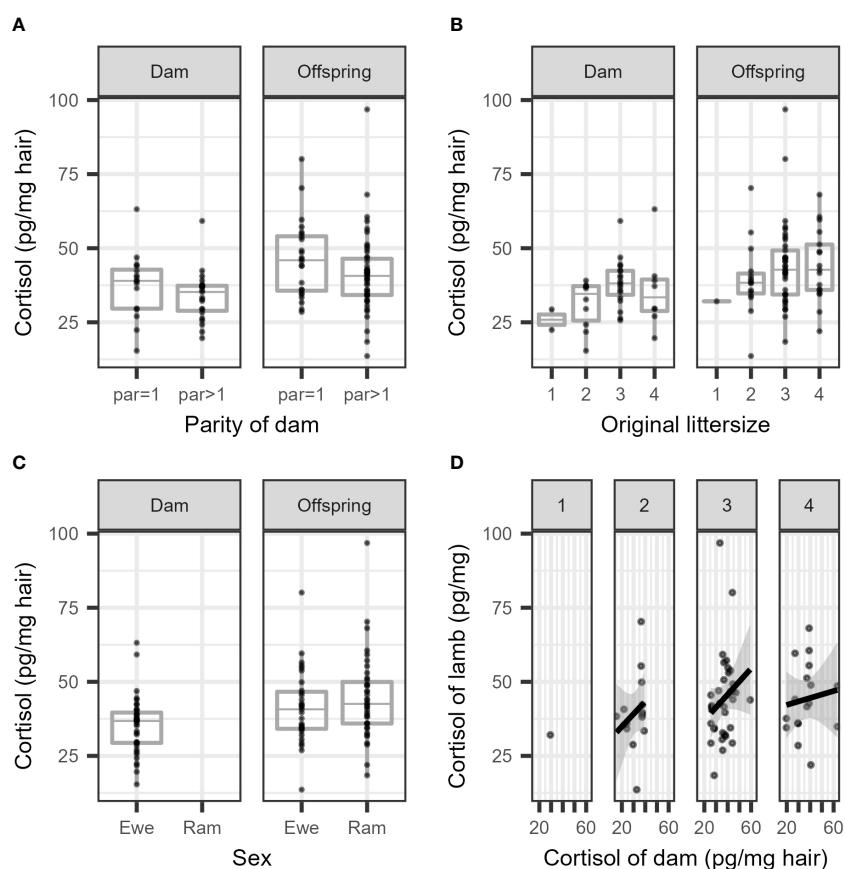 A
Dam Offspring
Cortisol (pg/mg hair)
100
75
50
25
par=1 par>1 par=1 par>1
Parity of dam
B
Dam Offspring
Cortisol (pg/mg hair)
100
75
50
25
1 2 3 4 1 2 3 4
Original littersize
C
Dam Offspring
Cortisol (pg/mg hair)
100
75
50
25
Ewe Ram Ewe Ram
Sex
D
1 2 3 4
Cortisol of lamb (pg/mg)
100
75
50
25
20 60 20 60 20 60 20 60
Cortisol of dam (pg/mg hair)